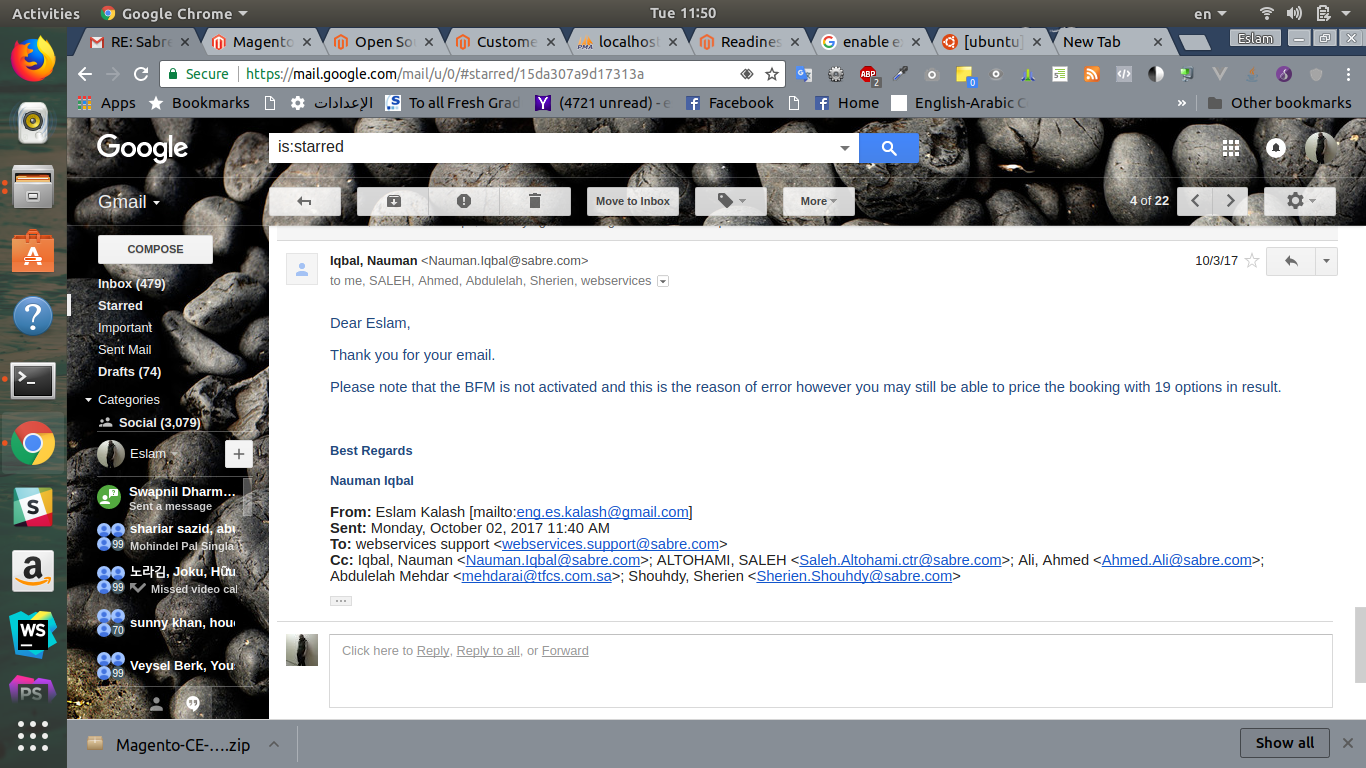 Activities Google Chrome Tue 11:50 en
RE: Sabre Magento Open Sou Custome localhost Readines enable e [ubuntu] New Tab Eslam
Secure https://mail.google.com/mail/u/0/#starred/15da307a9d17313a ABP 2 0
Apps Bookmarks الإعدادات To all Fresh Grad (4721 unread) - e Facebook Home English-Arabic » Other bookmarks
Google is:starred
Gmail Move to Inbox More 4 of 22
COMPOSE
Inbox (479)
Starred
Important
Sent Mail
Drafts (74)
Categories
Social (3,079)
Eslam
Swapnil Dharm…
Sent a message
shariar sazid, abu
99 Mohindel Pal Singla
노라김, Joku, Hữu
99 Missed video cal
sunny khan, hou
70
Veysel Berk, You
99
Iqbal, Nauman <Nauman.Iqbal@sabre.com> 10/3/17
to me, SALEH, Ahmed, Abdulelah, Sherien, webservices
Dear Eslam,
Thank you for your email.
Please note that the BFM is not activated and this is the reason of error however you may still be able to price the booking with 19 options in result.
Best Regards
Nauman Iqbal
From: Eslam Kalash [mailto:eng.es.kalash@gmail.com]
Sent: Monday, October 02, 2017 11:40 AM
To: webservices support <webservices.support@sabre.com>
Cc: Iqbal, Nauman <Nauman.Iqbal@sabre.com>; ALTOHAMI, SALEH <Saleh.Altohami.ctr@sabre.com>; Ali, Ahmed <Ahmed.Ali@sabre.com>;
Abdulelah Mehdar <mehdarai@tfcs.com.sa>; Shouhdy, Sherien <Sherien.Shouhdy@sabre.com>
Click here to Reply, Reply to all, or Forward
WS
PS
Magento-CE-….zip Show all